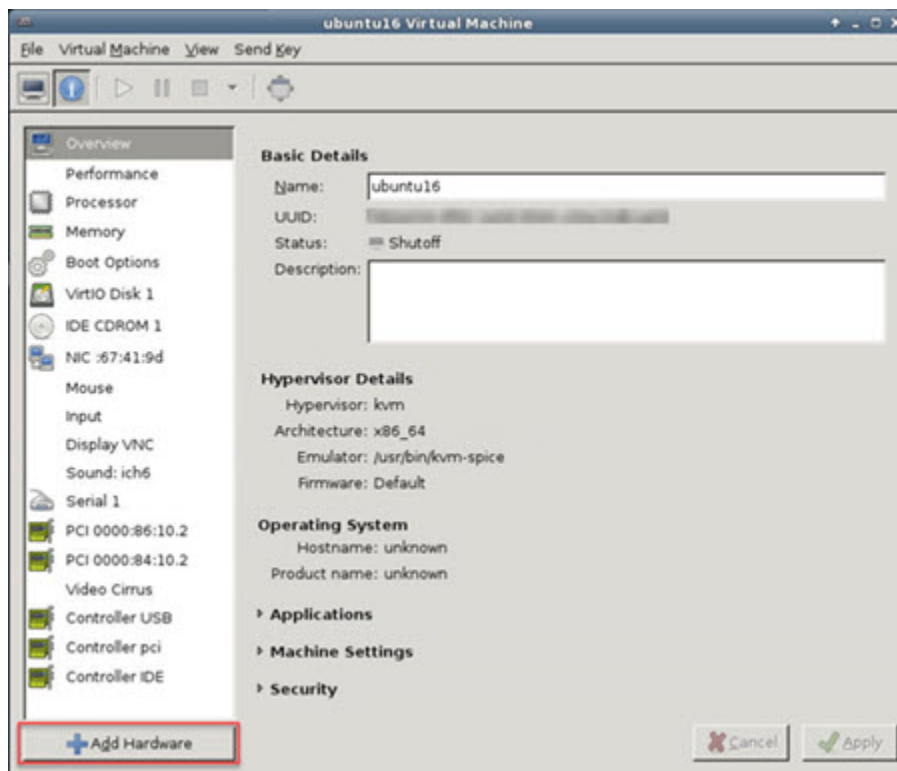 ubuntu16 Virtual Machine
File Virtual Machine View Send Key
Overview
Performance
Processor
Memory
Boot Options
VirtIO Disk 1
IDE CDROM 1
NIC :67:41:9d
Mouse
Input
Display VNC
Sound: ich6
Serial 1
PCI 0000:86:10.2
PCI 0000:84:10.2
Video Cirrus
Controller USB
Controller pci
Controller IDE
Add Hardware
Basic Details
Name: ubuntu16
UUID:
Status: Shutoff
Description:
Hypervisor Details
Hypervisor: kvm
Architecture: x86_64
Emulator: /usr/bin/kvm-spice
Firmware: Default
Operating System
Hostname: unknown
Product name: unknown
Applications
Machine Settings
Security
Cancel Apply